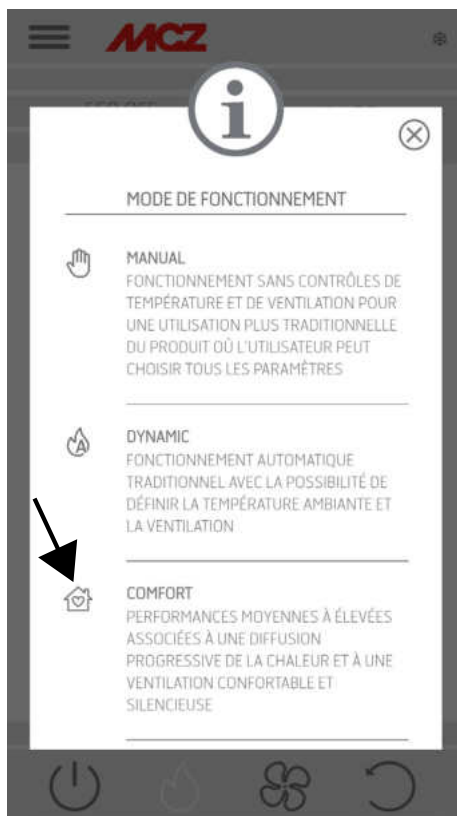 MCZ
MODE DE FONCTIONNEMENT
MANUAL
FONCTIONNEMENT SANS CONTRÔLES DE
TEMPÉRATURE ET DE VENTILATION POUR
UNE UTILISATION PLUS TRADITIONNELLE
DU PRODUIT OÙ L'UTILISATEUR PEUT
CHOISIR TOUS LES PARAMÈTRES
DYNAMIC
FONCTIONNEMENT AUTOMATIQUE
TRADITIONNEL AVEC LA POSSIBILITÉ DE
DÉFINIR LA TEMPÉRATURE AMBIANTE ET
LA VENTILATION
COMFORT
PERFORMANCES MOYENNES À ÉLEVÉES
ASSOCIÉES À UNE DIFFUSION
PROGRESSIVE DE LA CHALEUR ET À UNE
VENTILATION CONFORTABLE ET
SILENCIEUSE